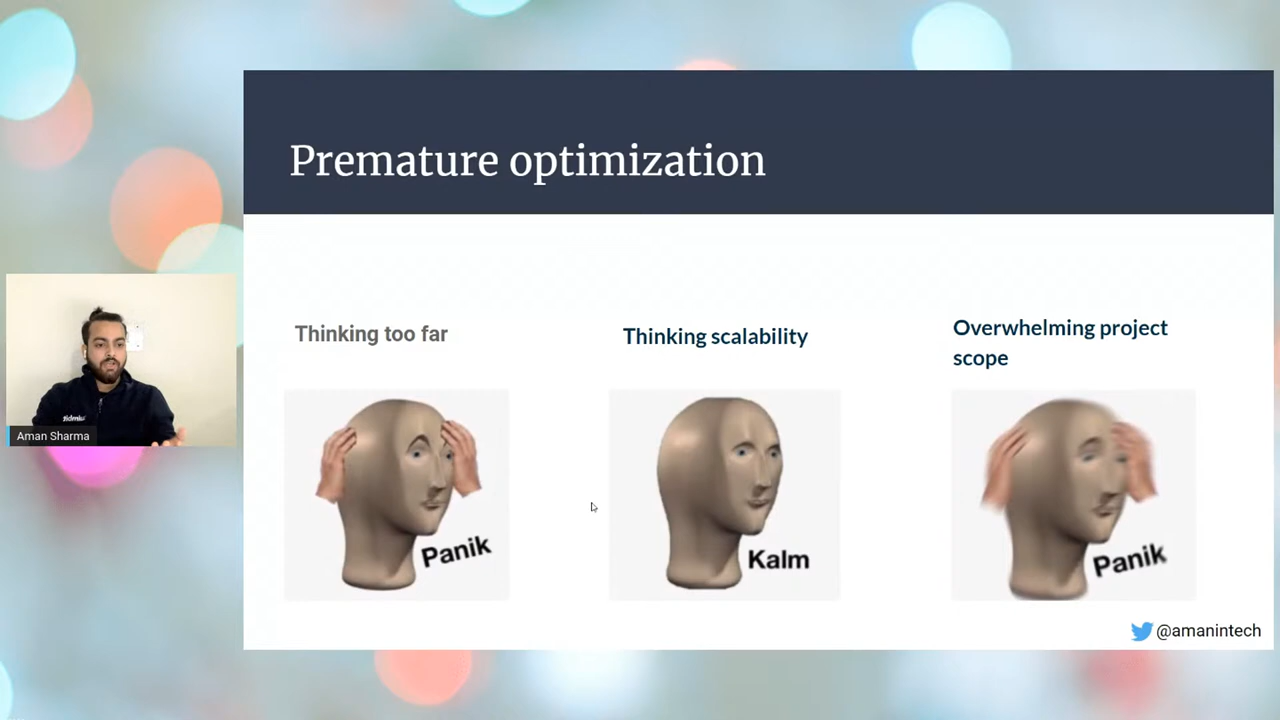 Premature optimization
Thinking too far
Thinking scalability
Overwhelming project
scope
Panik
Kalm
Panik
Aman Sharma
@amanintech